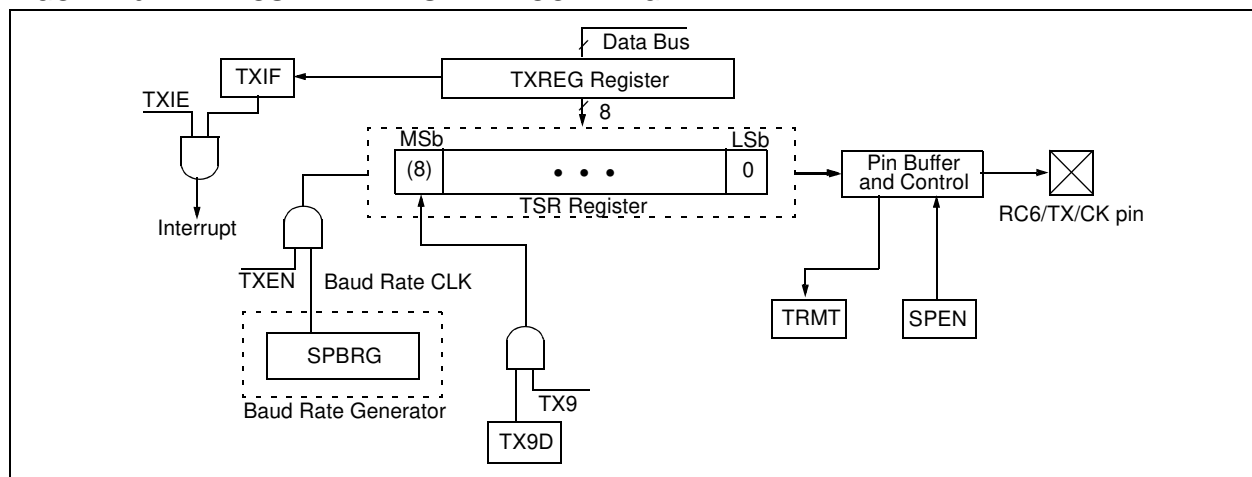 Data Bus
TXIF
TXREG Register
TXIE
8
MSb
LSb
(8)
• • •
0
Pin Buffer
and Control
TSR Register
Interrupt
RC6/TX/CK pin
TXEN
Baud Rate CLK
TRMT
SPEN
SPBRG
TX9
Baud Rate Generator
TX9D